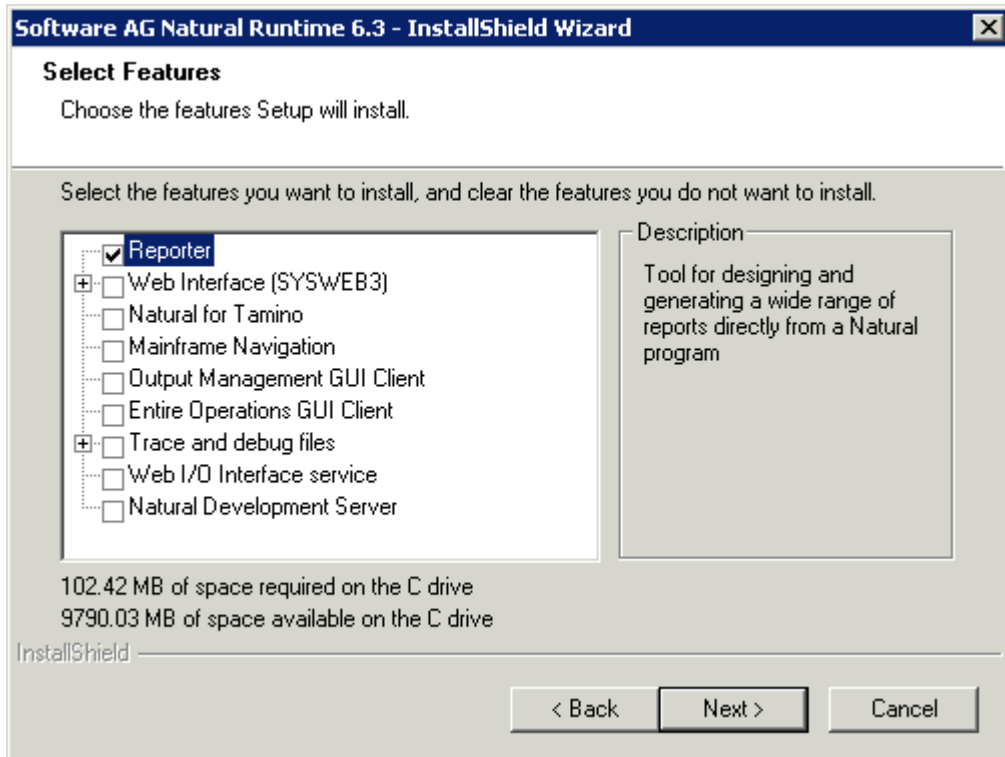 Software AG Natural Runtime 6.3 - InstallShield Wizard
Select Features
Choose the features Setup will install.
Select the features you want to install, and clear the features you do not want to install.
Reporter
Web Interface (SYSWEB3)
Natural for Tamino
Mainframe Navigation
Output Management GUI Client
Entire Operations GUI Client
Trace and debug files
Web I/O Interface service
Natural Development Server
Description
Tool for designing and
generating a wide range of
reports directly from a Natural
program
102.42 MB of space required on the C drive
9790.03 MB of space available on the C drive
InstallShield
< Back
Next >
Cancel